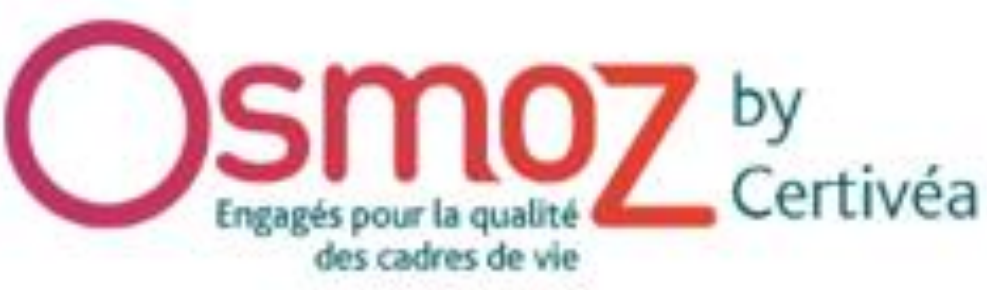 Osmoz
Engagés pour la qualité
des cadres de vie
by
Certivéa